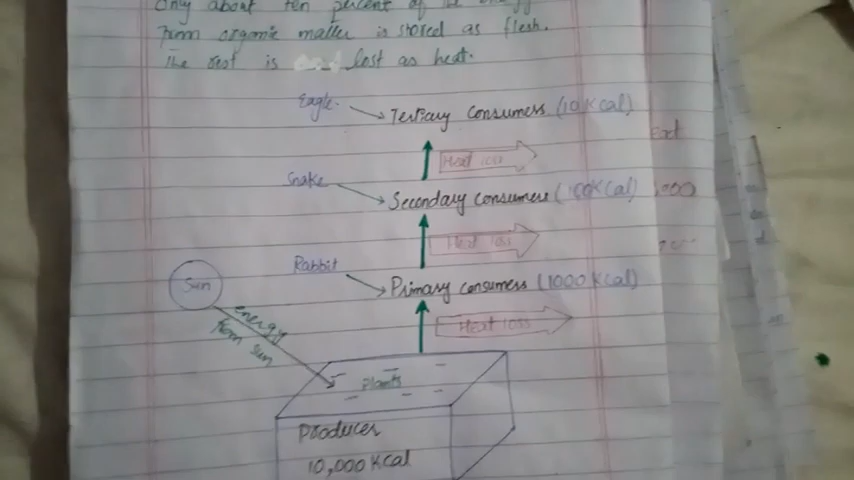 Only about ten percent of the energy
from organic matter is stored as flesh.
The rest is lost as heat.
Eagle. Tertiary Consumers (10 Kcal)
Heat loss
Snake Secondary Consumers (100Kcal)
Heat loss
Rabbit Primary Consumers (1000 Kcal)
Sun
Heat loss
energy
from sun
Plants
Producer
10,000 Kcal